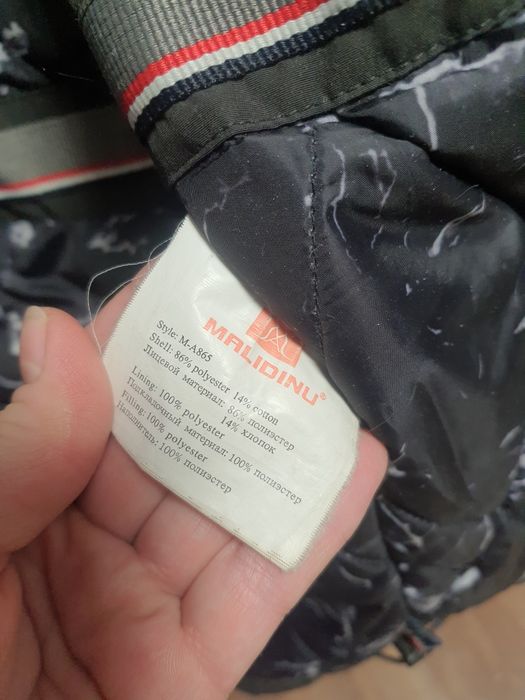 MALIDINU®
Style: M-A865
Shell: 86% polyester 14% cotton
Лицевой материал: 86% полиэстер
14% хлопок
Lining: 100% polyester
Подкладочный материал: 100% полиэстер
Filling: 100% polyester
Наполнитель: 100% полиэстер